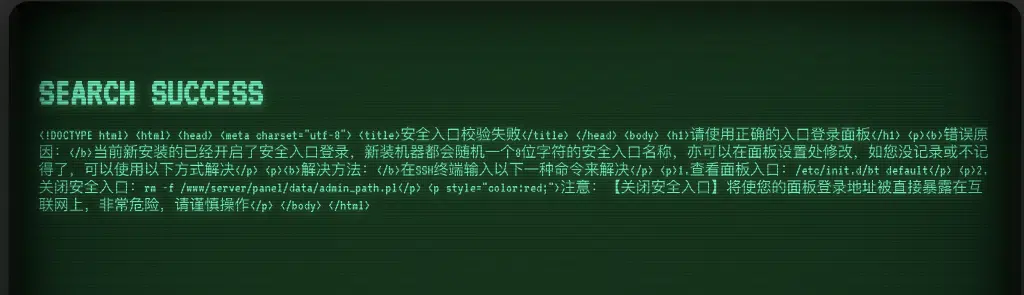 SEARCH SUCCESS
<!DOCTYPE html> <html> <head> <meta charset="utf-8"> <title>安全入口校验失败</title> </head> <body> <h1>请使用正确的入口登录面板</h1> <p><b>错误原
因：</b>当前新安装的已经开启了安全入口登录，新装机器都会随机一个8位字符的安全入口名称，亦可以在面板设置处修改，如您没记录或不记
得了，可以使用以下方式解决</p> <p><b>解决方法：</b>在SSH终端输入以下一种命令来解决</p> <p>1.查看面板入口：/etc/init.d/bt default</p> <p>2.
关闭安全入口：rm -f /www/server/panel/data/admin_path.pl</p> <p style="color:red;">注意：【关闭安全入口】将使您的面板登录地址被直接暴露在互
联网上，非常危险，请谨慎操作</p> </body> </html>